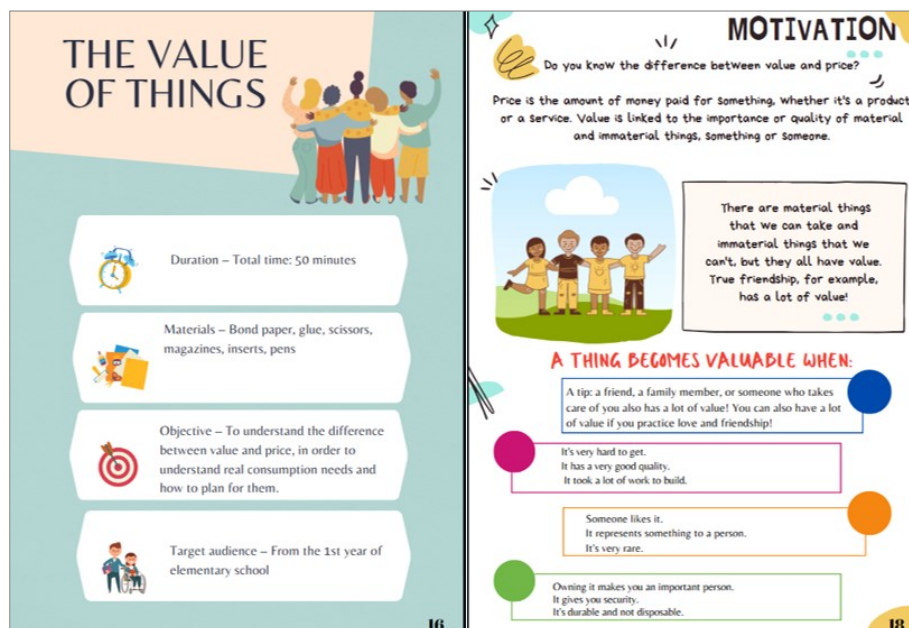 THE VALUE
OF THINGS
Duration – Total time: 50 minutes
Materials – Bond paper, glue, scissors,
magazines, inserts, pens
Objective – To understand the difference
between value and price, in order to
understand real consumption needs and
how to plan for them.
Target audience – From the 1st year of
elementary school
16
MOTIVATION
Do you know the difference between value and price?
Price is the amount of money paid for something, whether it's a product
or a service. Value is linked to the importance or quality of material
and immaterial things, something or someone.
There are material things
that we can take and
immaterial things that we
can't, but they all have value.
True friendship, for example,
has a lot of value!
A THING BECOMES VALUABLE WHEN:
A tip: a friend, a family member, or someone who takes
care of you also has a lot of value! You can also have a lot
of value if you practice love and friendship!
It's very hard to get.
It has a very good quality.
It took a lot of work to build.
Someone likes it.
It represents something to a person.
It's very rare.
Owning it makes you an important person.
It gives you security.
It's durable and not disposable.
18